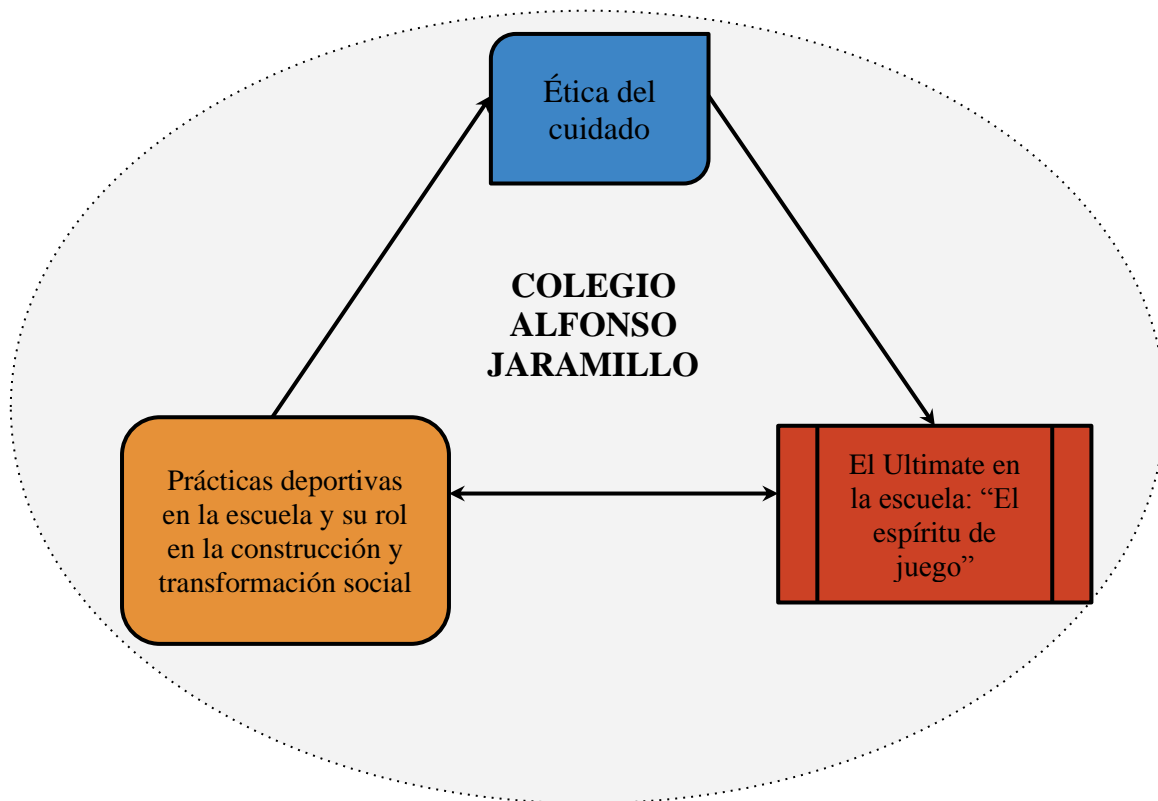 Ética del
cuidado
COLEGIO
ALFONSO
JARAMILLO
Prácticas deportivas
en la escuela y su rol
en la construcción y
transformación social
El Ultimate en
la escuela: “El
espíritu de
juego”